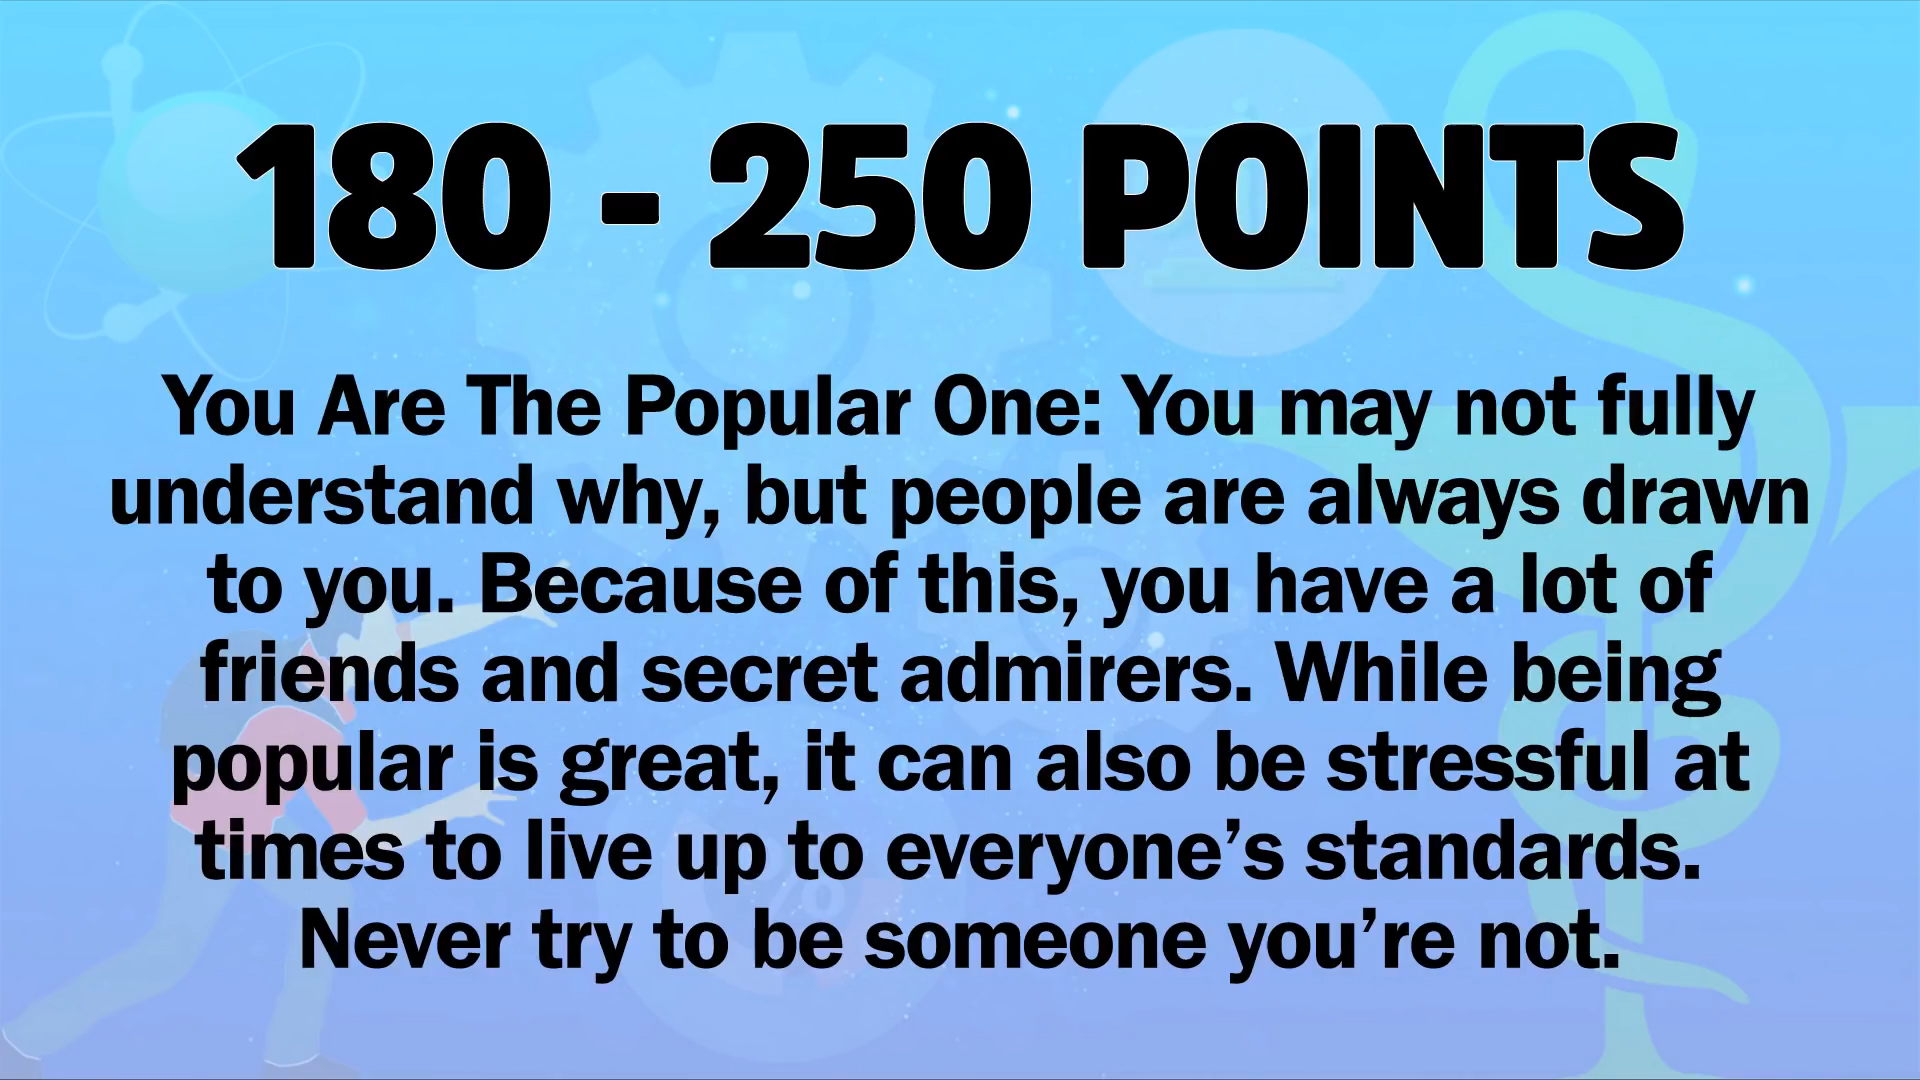 180 - 250 POINTS
You Are The Popular One: You may not fully
understand why, but people are always drawn
to you. Because of this, you have a lot of
friends and secret admirers. While being
popular is great, it can also be stressful at
times to live up to everyone’s standards.
Never try to be someone you’re not.